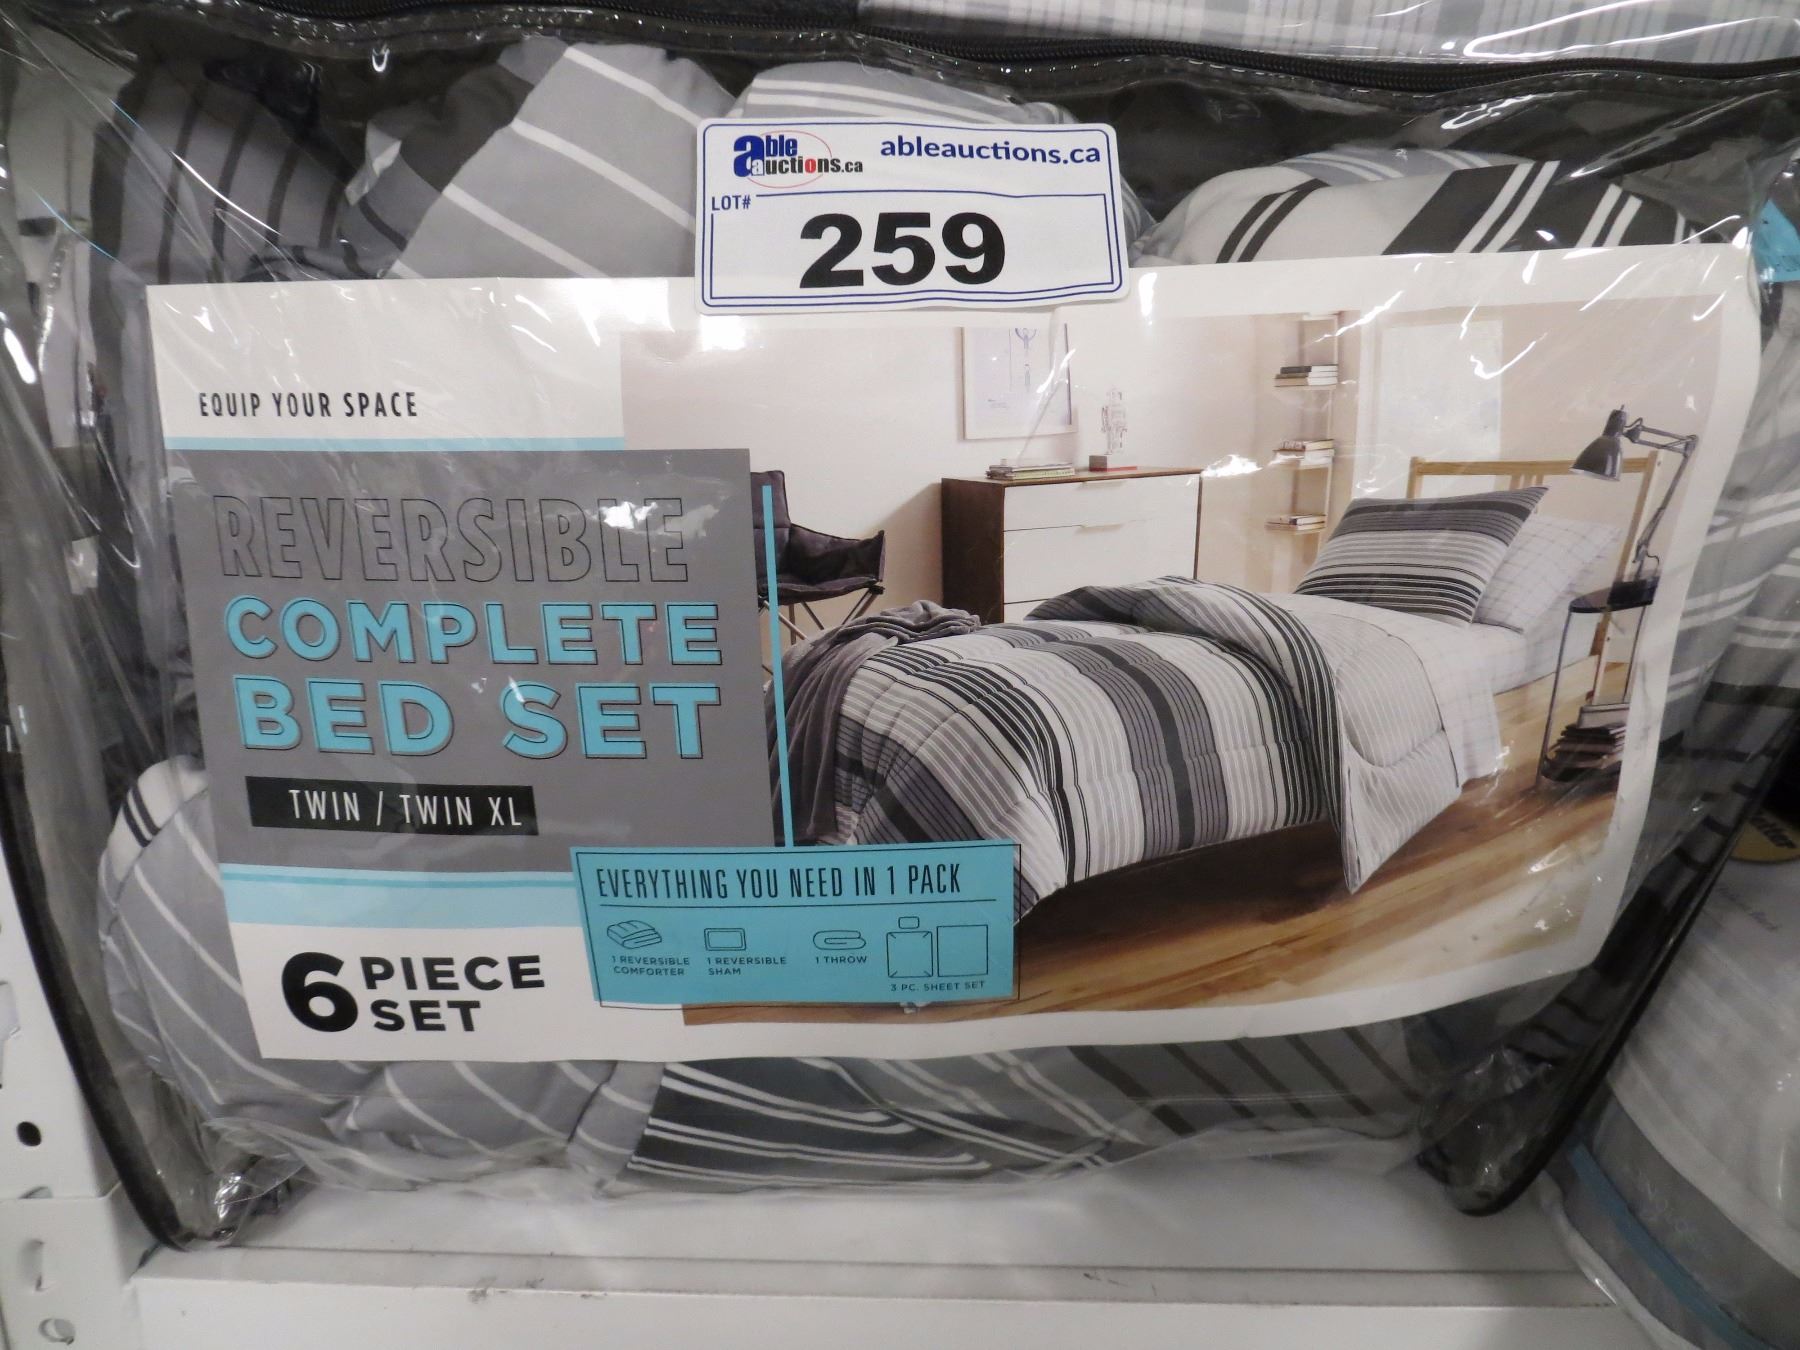 able auctions.ca
ableauctions.ca
LOT#
259
EQUIP YOUR SPACE
REVERSIBLE
COMPLETE
BED SET
TWIN / TWIN XL
EVERYTHING YOU NEED IN 1 PACK
1 REVERSIBLE COMFORTER
1 REVERSIBLE SHAM
1 THROW
3 PC. SHEET SET
6 PIECE
SET